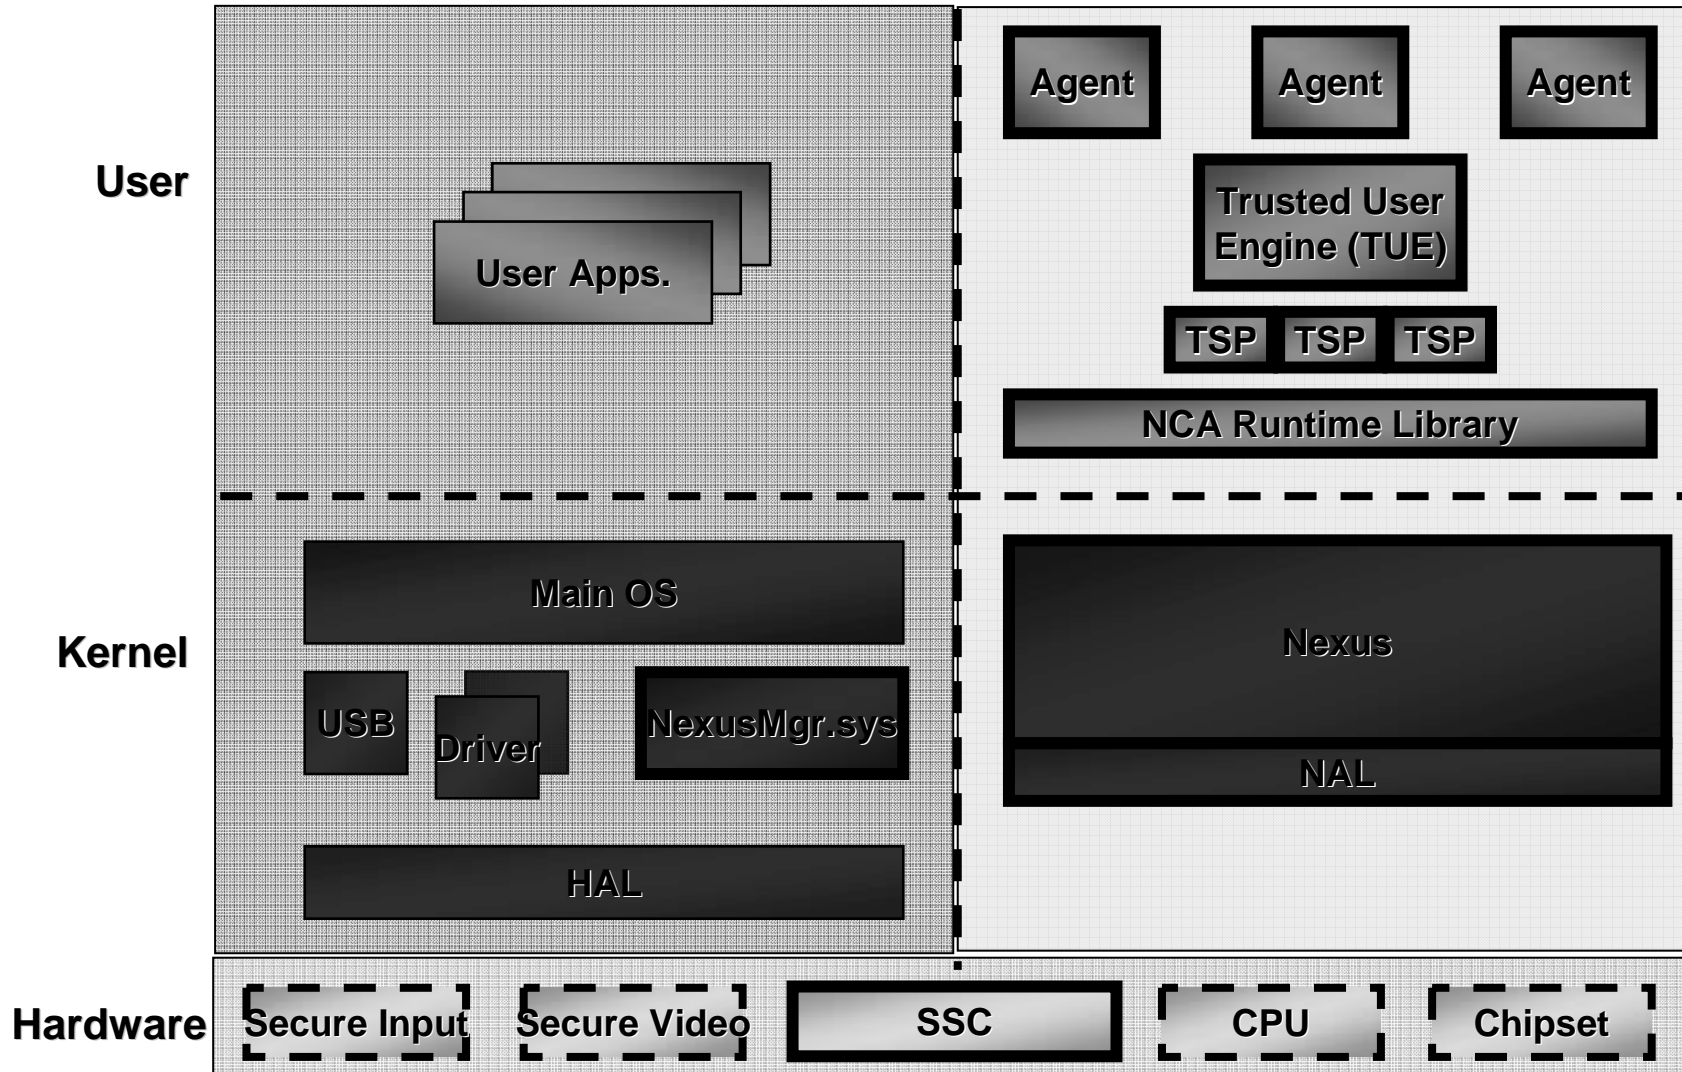 Agent
Agent
Agent
User
Trusted User
Engine (TUE)
User Apps.
TSP
TSP
TSP
NCA Runtime Library
Main OS
Nexus
Kernel
USB
Driver
NexusMgr.sys
NAL
HAL
Hardware
Secure Input
Secure Video
SSC
CPU
Chipset